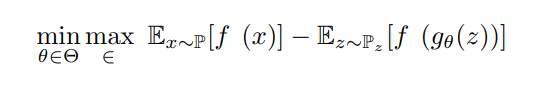 min max 𝔼_{x∼ℙ}[f (x)] − 𝔼_{z∼ℙ_z}[f (g_θ(z))]
θ∈Θ ∈